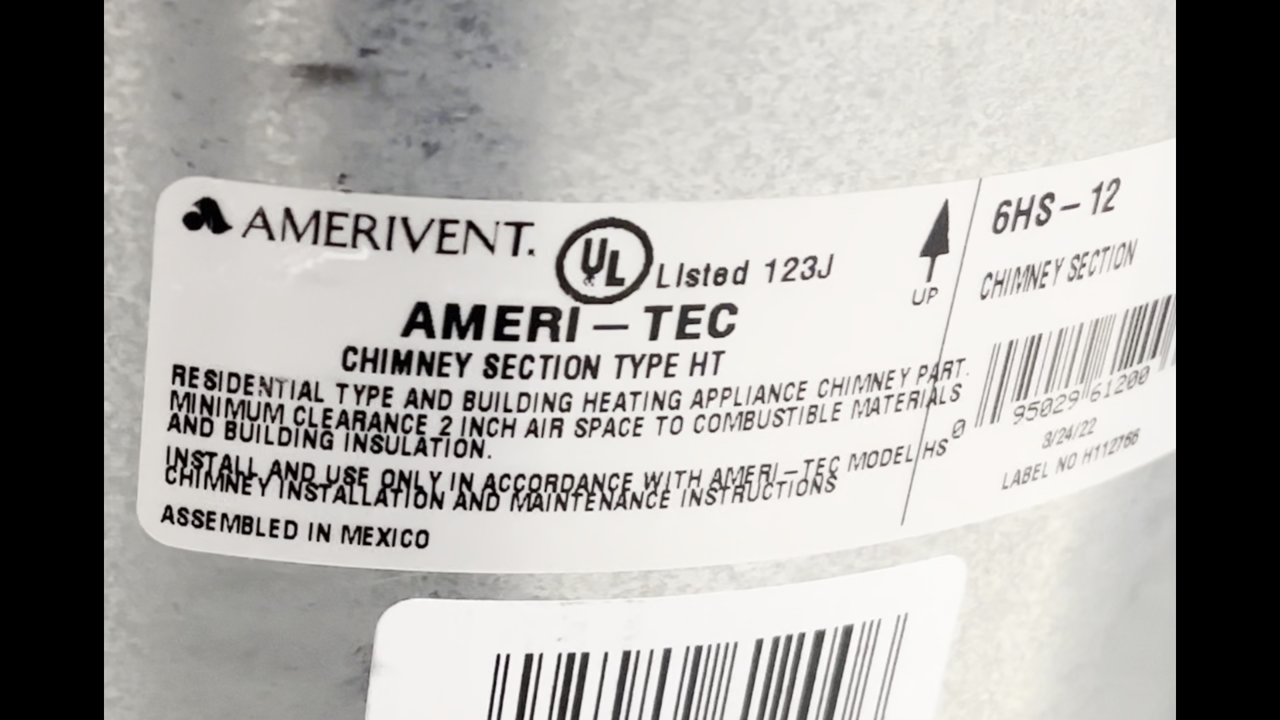 AMERIVENT.
UL Listed 123J
AMERI-TEC
CHIMNEY SECTION TYPE HT
RESIDENTIAL TYPE AND BUILDING HEATING APPLIANCE CHIMNEY PART.
MINIMUM CLEARANCE 2 INCH AIR SPACE TO COMBUSTIBLE MATERIALS
AND BUILDING INSULATION.
INSTALL AND USE ONLY IN ACCORDANCE WITH AMERI-TEC MODEL HS
CHIMNEY INSTALLATION AND MAINTENANCE INSTRUCTIONS
ASSEMBLED IN MEXICO
UP
6HS-12
CHIMNEY SECTION
0 95029 61200
3/24/22
LABEL NO H112766